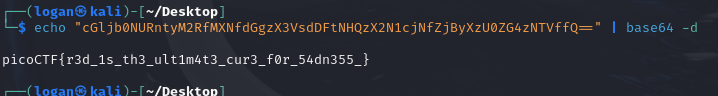 ┌──(logan㉿kali)-[~/Desktop]
└─$ echo "cGljb0NURntyM2RfMXNfdGgzX3VsdDFtNHQzX2N1cjNfZjByXzU0ZG4zNTVffQ==" | base64 -d
picoCTF{r3d_1s_th3_ult1m4t3_cur3_f0r_54dn355_}
┌──(logan㉿kali)-[~/Desktop]